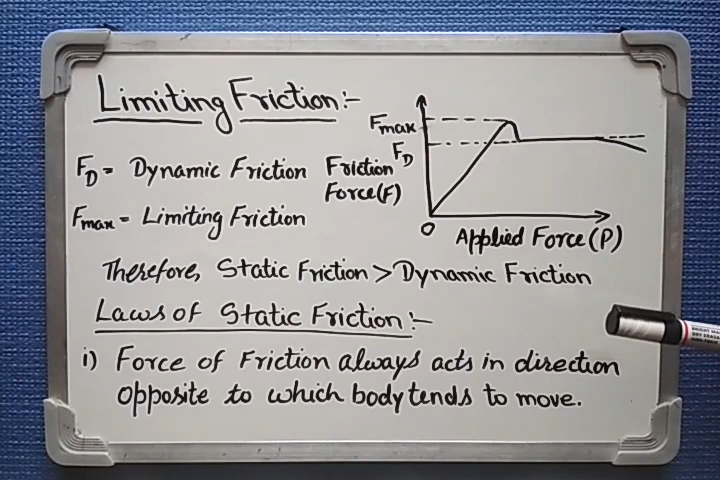 Limiting Friction:-
Fmax
FD
Friction
Force(F)
O
Applied Force(P)
FD = Dynamic Friction
Fmax = Limiting Friction
Therefore, Static Friction > Dynamic Friction
Laws of Static Friction:-
i) Force of Friction always acts in direction
opposite to which body tends to move.